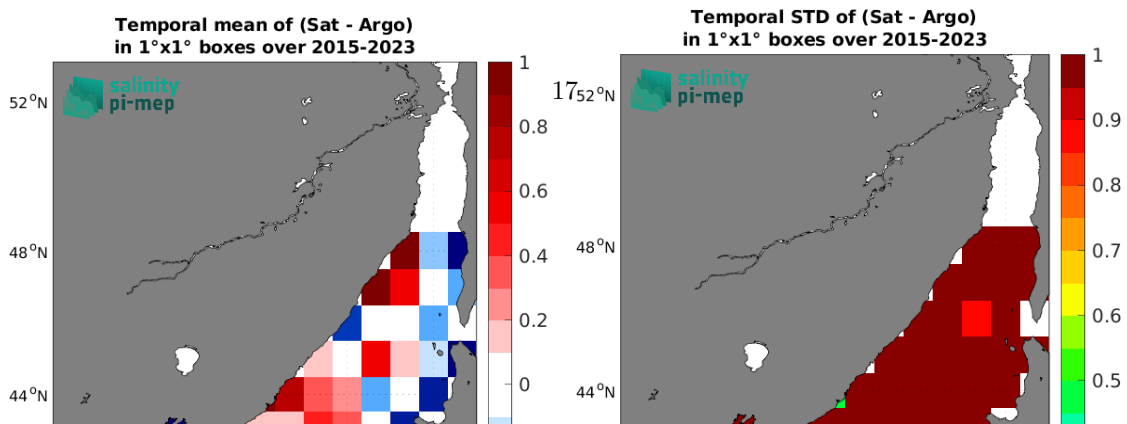 Temporal mean of (Sat - Argo)
in 1°x1° boxes over 2015-2023
salinity
pi-mep
52°N
48°N
44°N
1
0.8
0.6
0.4
0.2
0
17
Temporal STD of (Sat - Argo)
in 1°x1° boxes over 2015-2023
salinity
pi-mep
52°N
48°N
44°N
1
0.9
0.8
0.7
0.6
0.5